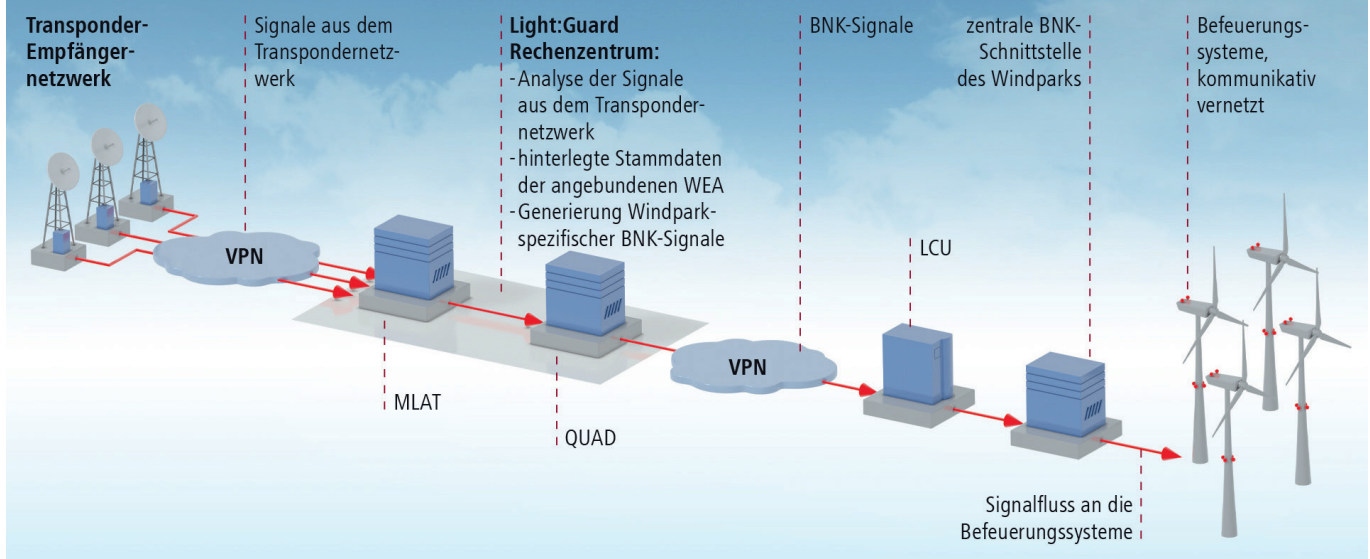 Transponder-
Empfänger-
netzwerk
Signale aus dem
Transpondernetz-
werk
Light:Guard
Rechenzentrum:
-Analyse der Signale
aus dem Transponder-
netzwerk
-hinterlegte Stammdaten
der angebundenen WEA
-Generierung Windpark-
spezifischer BNK-Signale
BNK-Signale
zentrale BNK-
Schnittstelle
des Windparks
Befeuerungs-
systeme,
kommunikativ
vernetzt
VPN
MLAT
QUAD
VPN
LCU
Signalfluss an die
Befeuerungssysteme